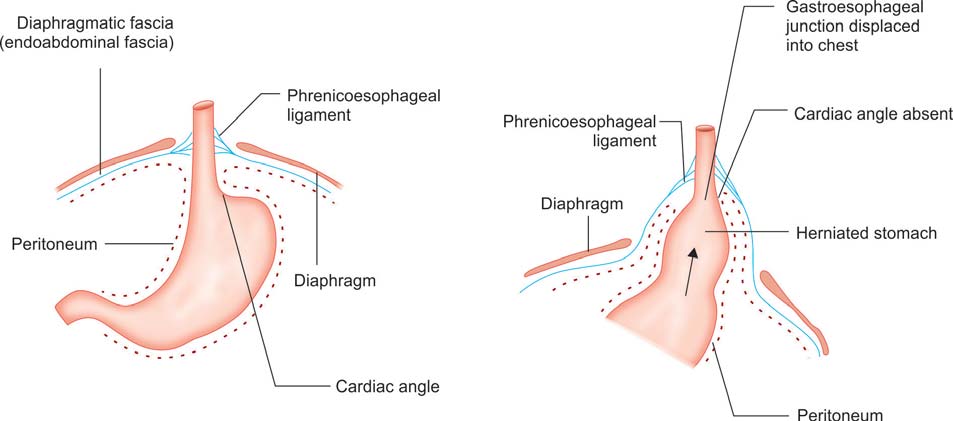 Diaphragmatic fascia
(endoabdominal fascia)
Phrenicoesophageal
ligament
Peritoneum
Diaphragm
Cardiac angle
Gastroesophageal
junction displaced
into chest
Cardiac angle absent
Phrenicoesophageal
ligament
Diaphragm
Herniated stomach
Peritoneum